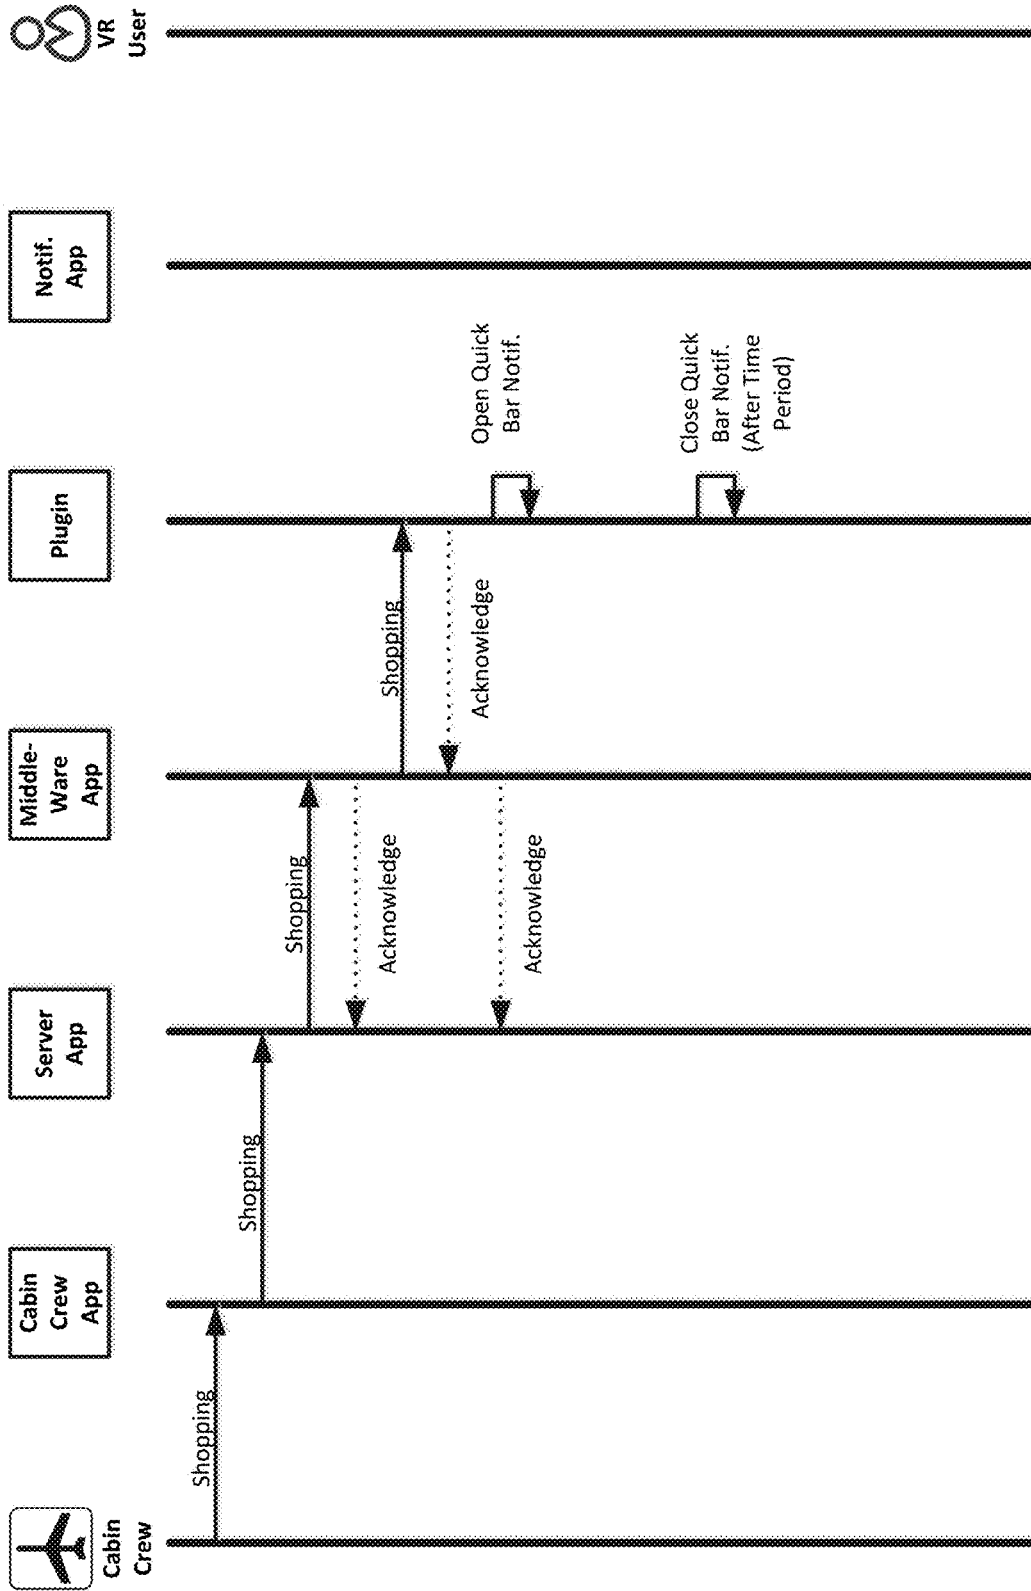 Cabin
Crew
Cabin
Crew
App
Server
App
Middle-
Ware
App
Plugin
Notif.
App
VR
User
Shopping
Shopping
Shopping
Acknowledge
Shopping
Acknowledge
Acknowledge
Open Quick
Bar Notif.
Close Quick
Bar Notif.
(After Time
Period)